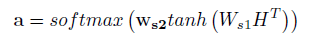 a = softmax (w_{s2}tanh (W_{s1}H^T))